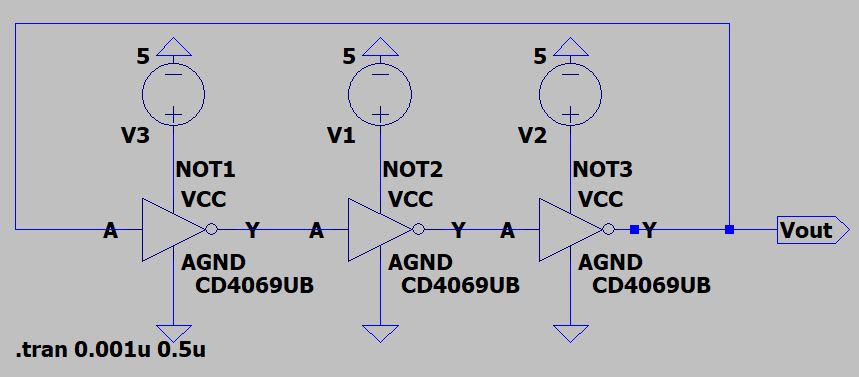 5 5 5
V3 V1 V2
NOT1 NOT2 NOT3
VCC VCC VCC
A Y A Y A Y Vout
AGND AGND AGND
CD4069UB CD4069UB CD4069UB
.tran 0.001u 0.5u